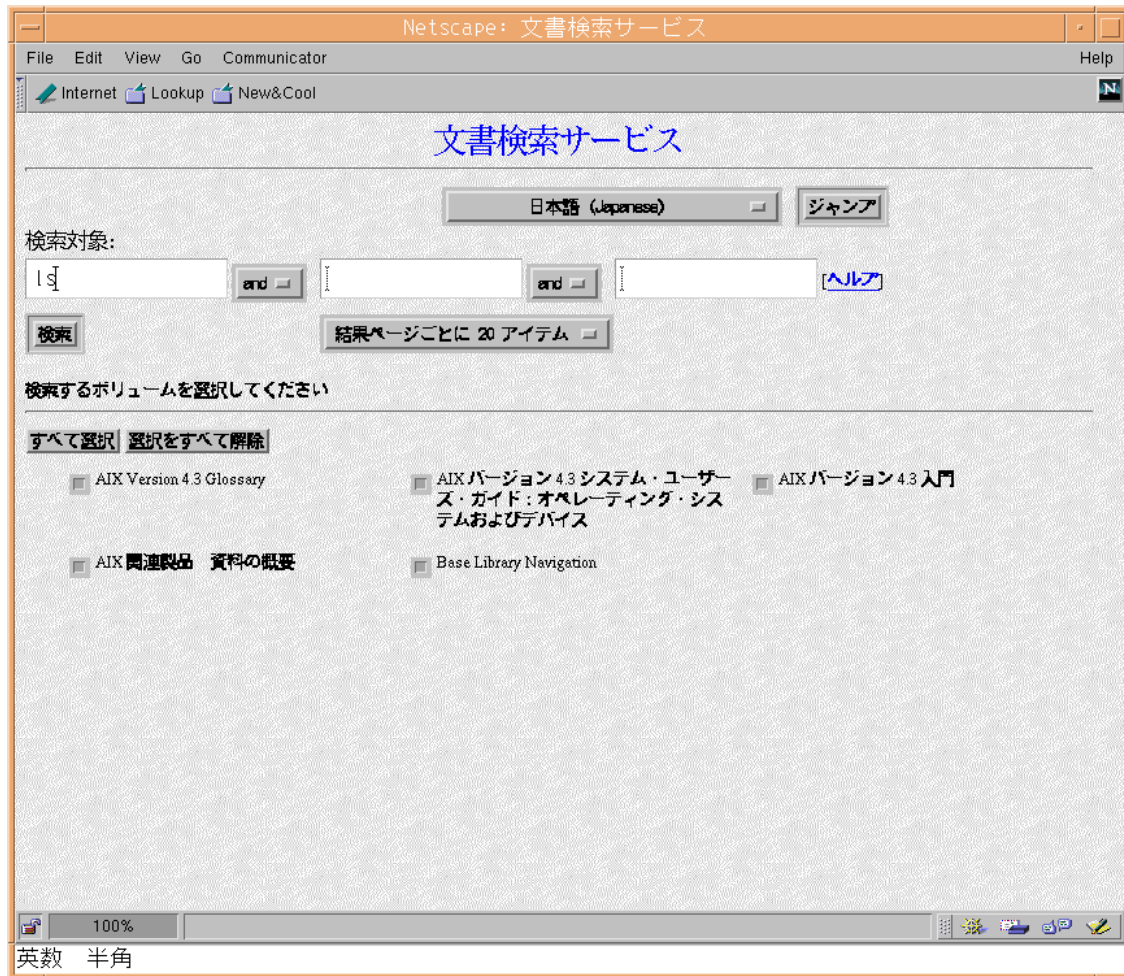 Netscape: 文書検索サービス
File Edit View Go Communicator Help
Internet Lookup New&Cool N
文書検索サービス
日本語 (Japanese) ジャンプ
検索対象:
ls and and [ヘルプ]
検索 結果ページごとに 20 アイテム
検索するボリュームを選択してください
すべて選択 選択をすべて解除
AIX Version 4.3 Glossary
AIX バージョン 4.3 システム・ユーザー
ズ・ガイド : オペレーティング・シス
テムおよびデバイス
AIX バージョン 4.3 入門
AIX 関連製品 資料の概要
Base Library Navigation
100%
英数 半角